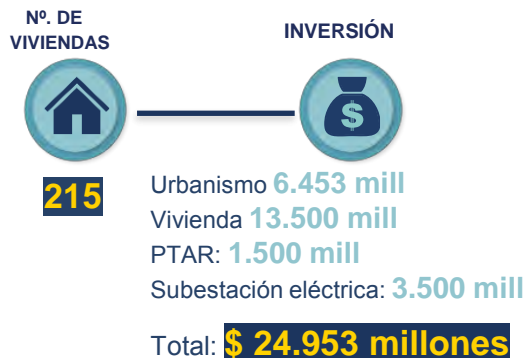 Nº. DE
VIVIENDAS
INVERSIÓN
$
215
Urbanismo 6.453 mill
Vivienda 13.500 mill
PTAR: 1.500 mill
Subestación eléctrica: 3.500 mill
Total: $ 24.953 millones